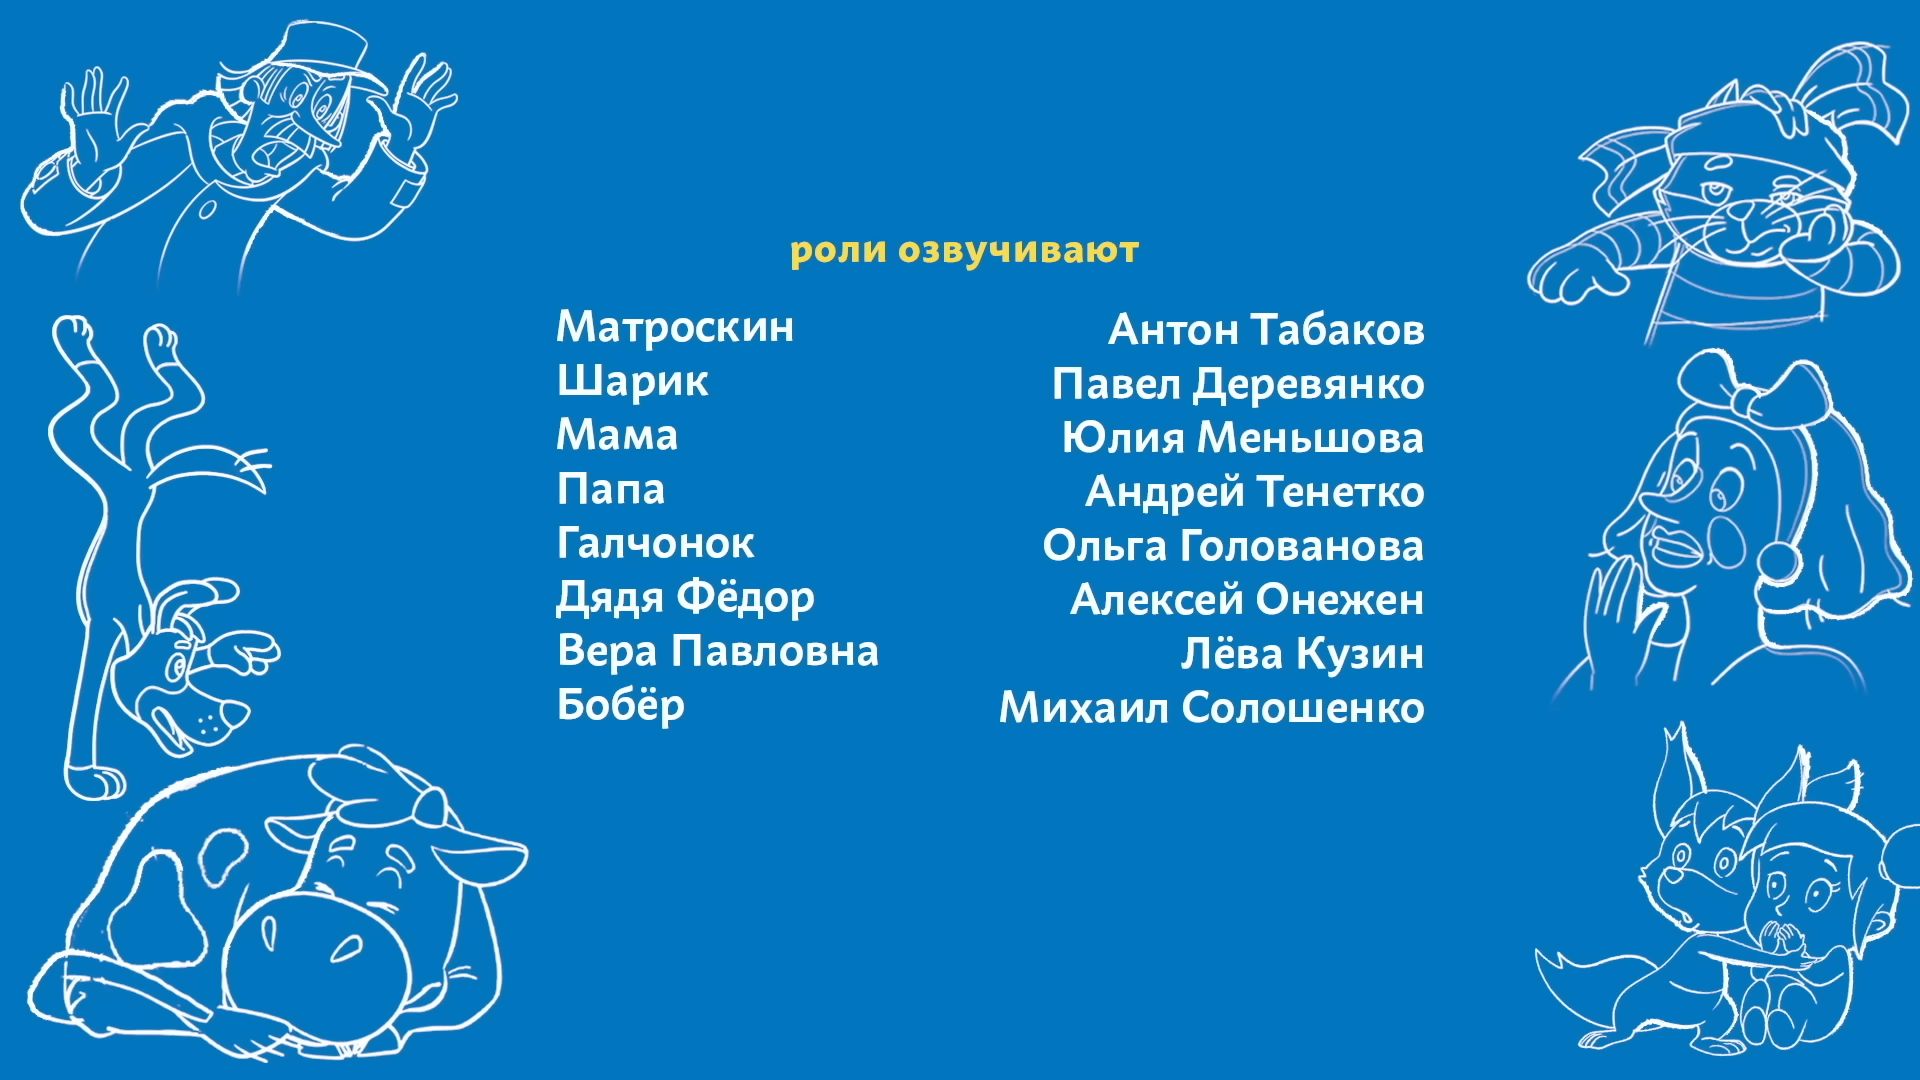 роли озвучивают
Матроскин Антон Табаков
Шарик Павел Деревянко
Мама Юлия Меньшова
Папа Андрей Тенетко
Галчонок Ольга Голованова
Дядя Фёдор Алексей Онежен
Вера Павловна Лёва Кузин
Бобёр Михаил Солошенко